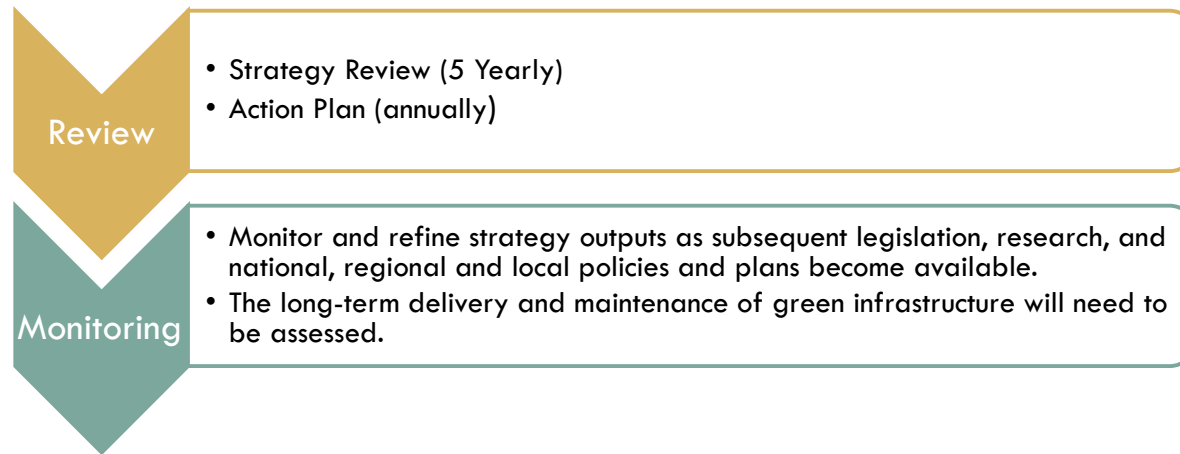 Review
• Strategy Review (5 Yearly)
• Action Plan (annually)
Monitoring
• Monitor and refine strategy outputs as subsequent legislation, research, and
national, regional and local policies and plans become available.
• The long-term delivery and maintenance of green infrastructure will need to
be assessed.